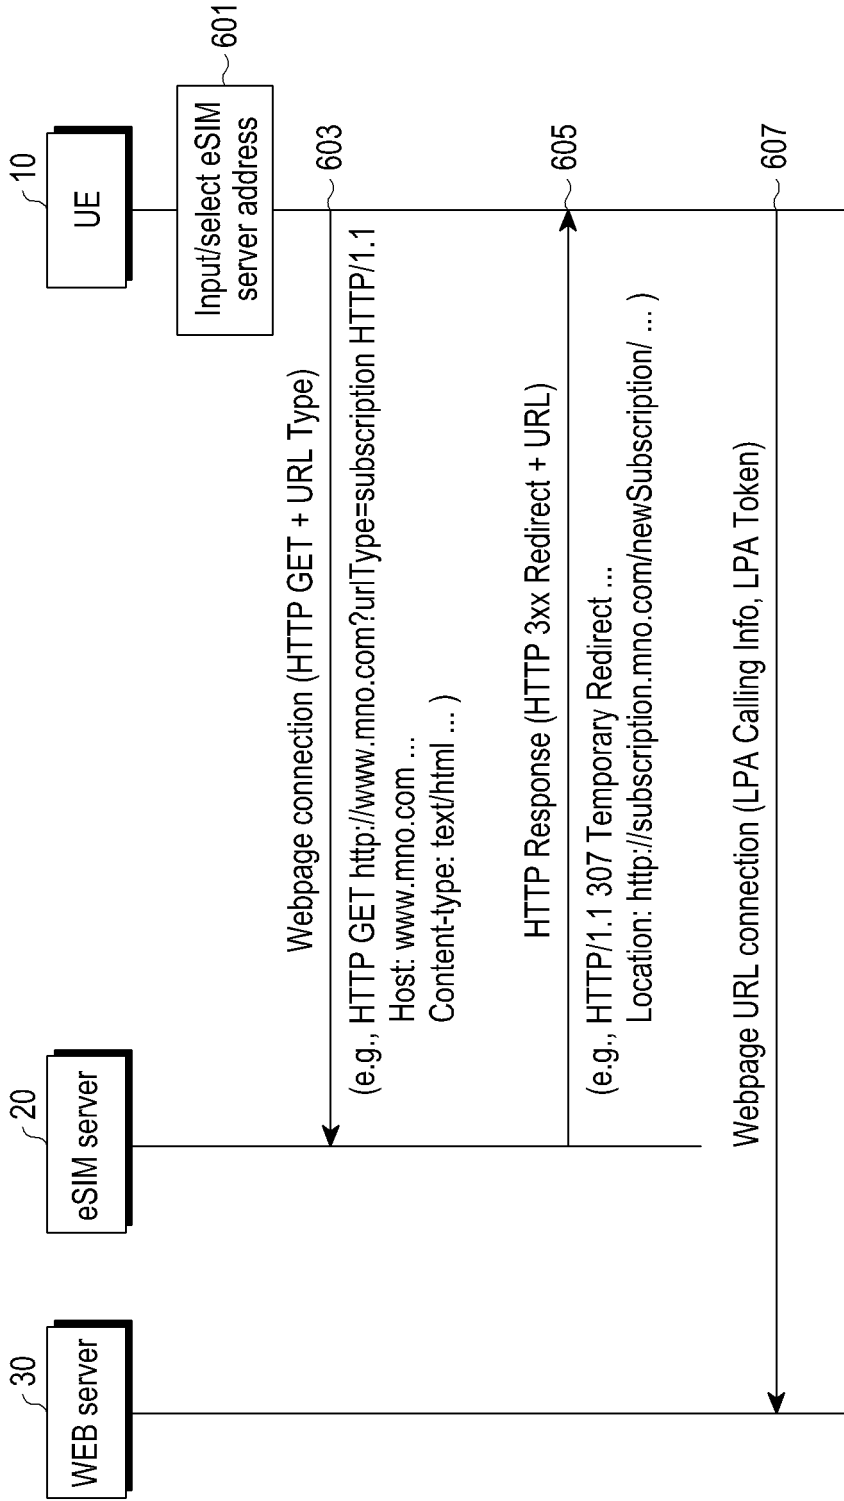 WEB server
30
eSIM server
20
UE
10
Input/select eSIM
server address
601
Webpage connection (HTTP GET + URL Type)
603
(e.g., HTTP GET http://www.mno.com?urlType=subscription HTTP/1.1
Host: www.mno.com ...
Content-type: text/html ... )
HTTP Response (HTTP 3xx Redirect + URL)
605
(e.g., HTTP/1.1 307 Temporary Redirect ...
Location: http://subscription.mno.com/newSubscription/ ... )
Webpage URL connection (LPA Calling Info, LPA Token)
607